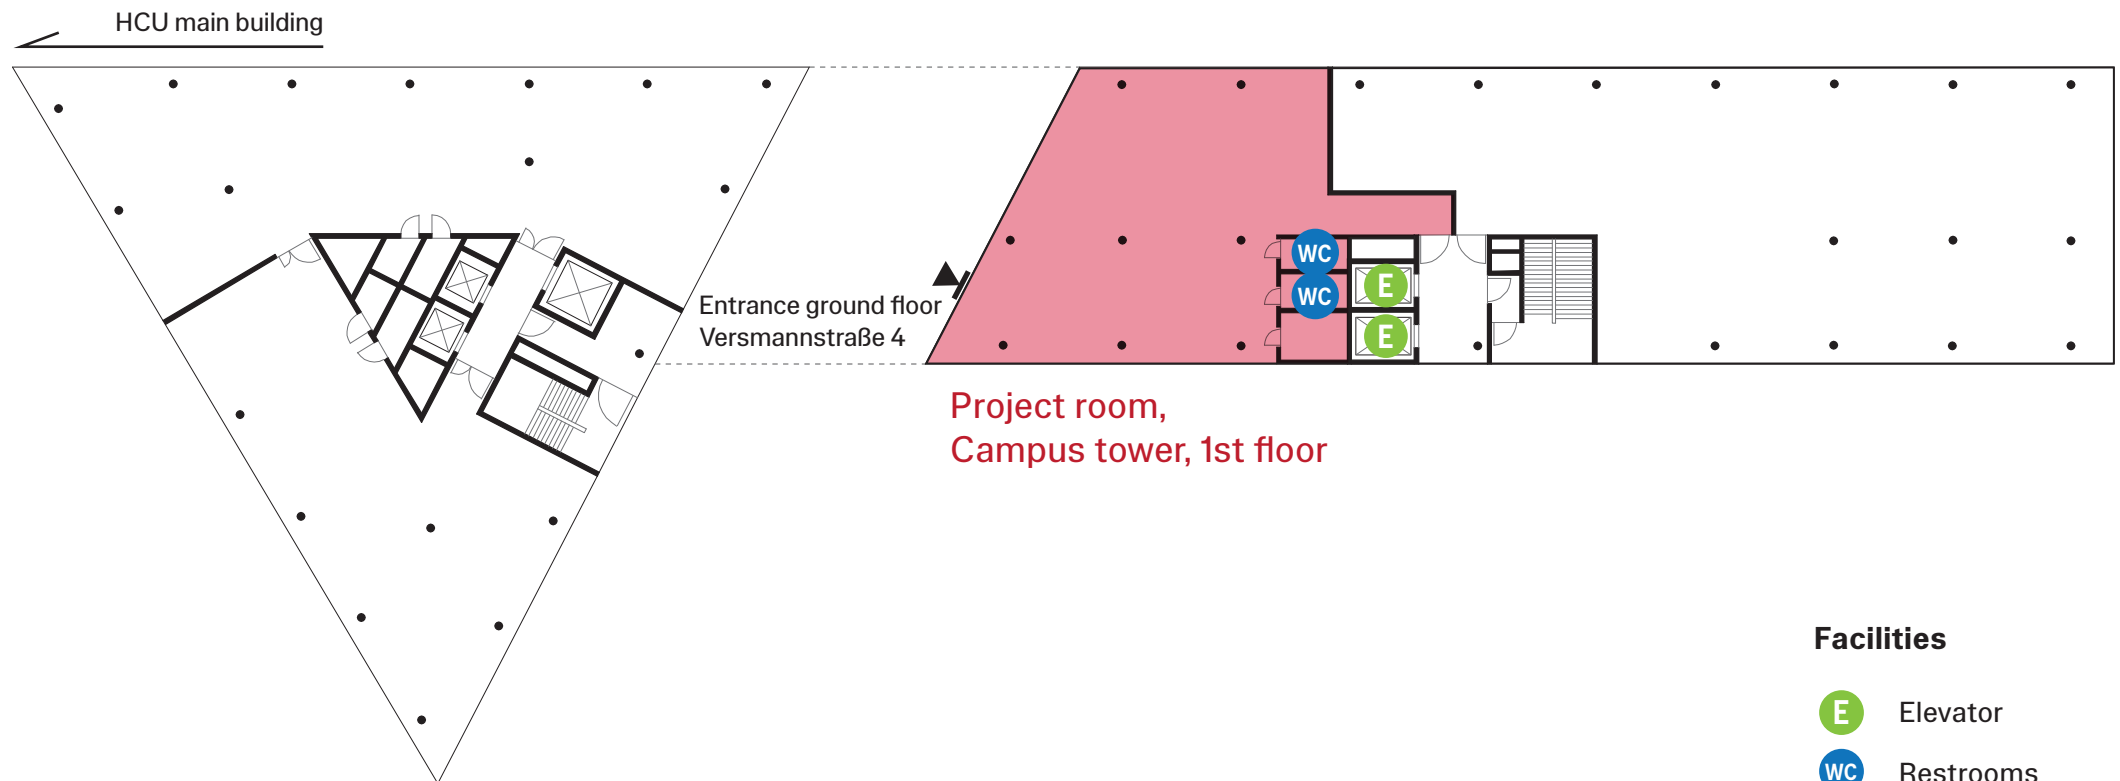 HCU main building
WC
E
WC
E
Entrance ground floor
Versmannstraße 4
Project room,
Campus tower, 1st floor
Facilities
E Elevator
WC Restrooms